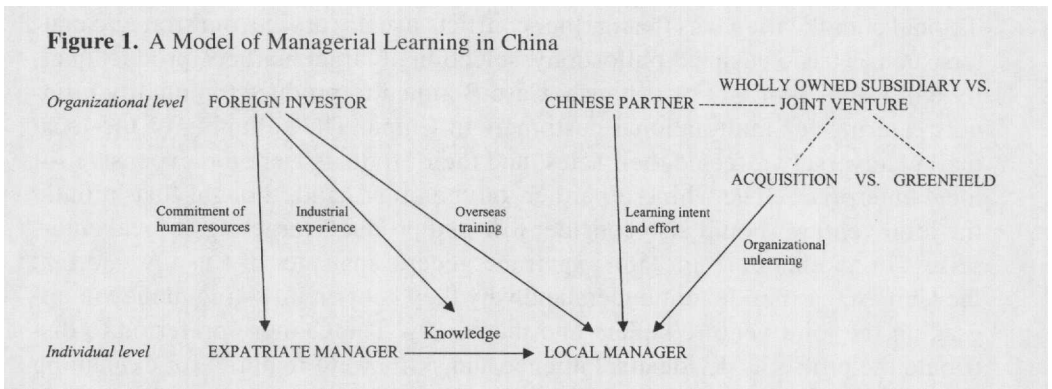 Figure 1. A Model of Managerial Learning in China
WHOLLY OWNED SUBSIDIARY VS.
Organizational level FOREIGN INVESTOR CHINESE PARTNER JOINT VENTURE
ACQUISITION VS. GREENFIELD
Commitment of
human resources
Industrial
experience
Overseas
training
Learning intent
and effort
Organizational
unlearning
Knowledge
Individual level EXPATRIATE MANAGER LOCAL MANAGER